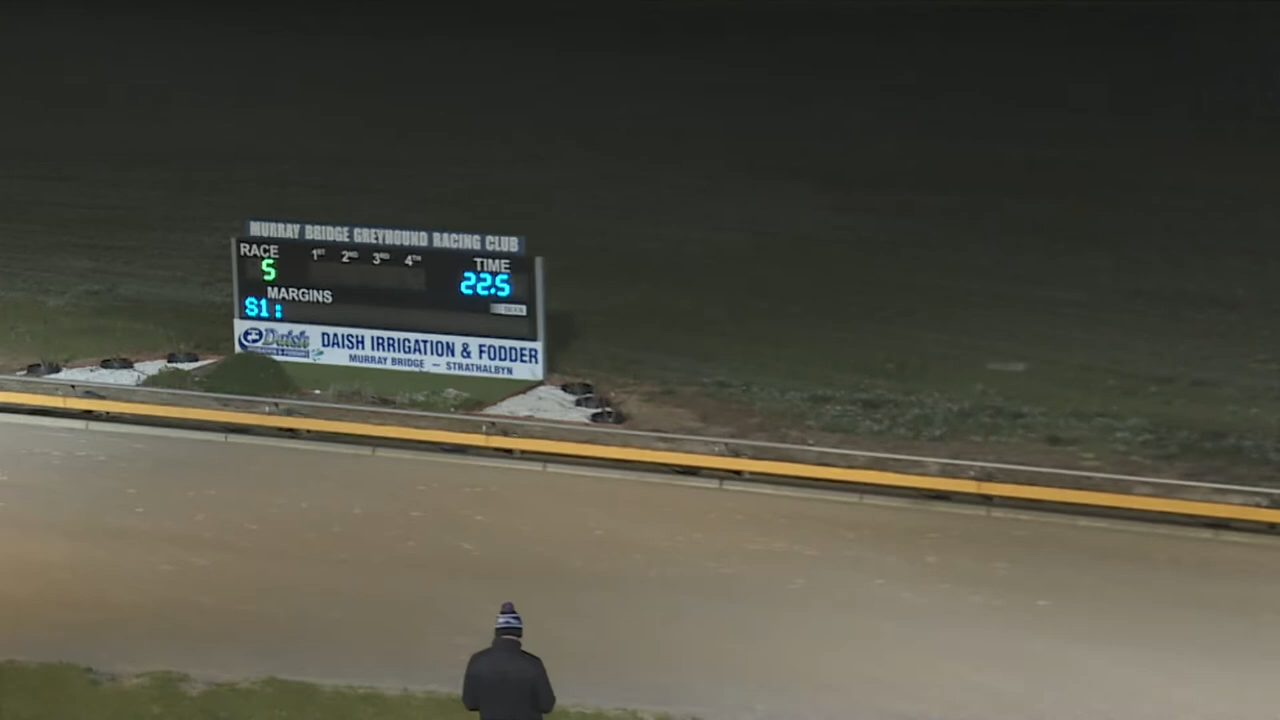 MURRAY BRIDGE GREYHOUND RACING CLUB
RACE 1ST 2ND 3RD 4TH TIME
5 22.5
MARGINS
S1:
Daish DAISH IRRIGATION & FODDER
MURRAY BRIDGE — STRATHALBYN